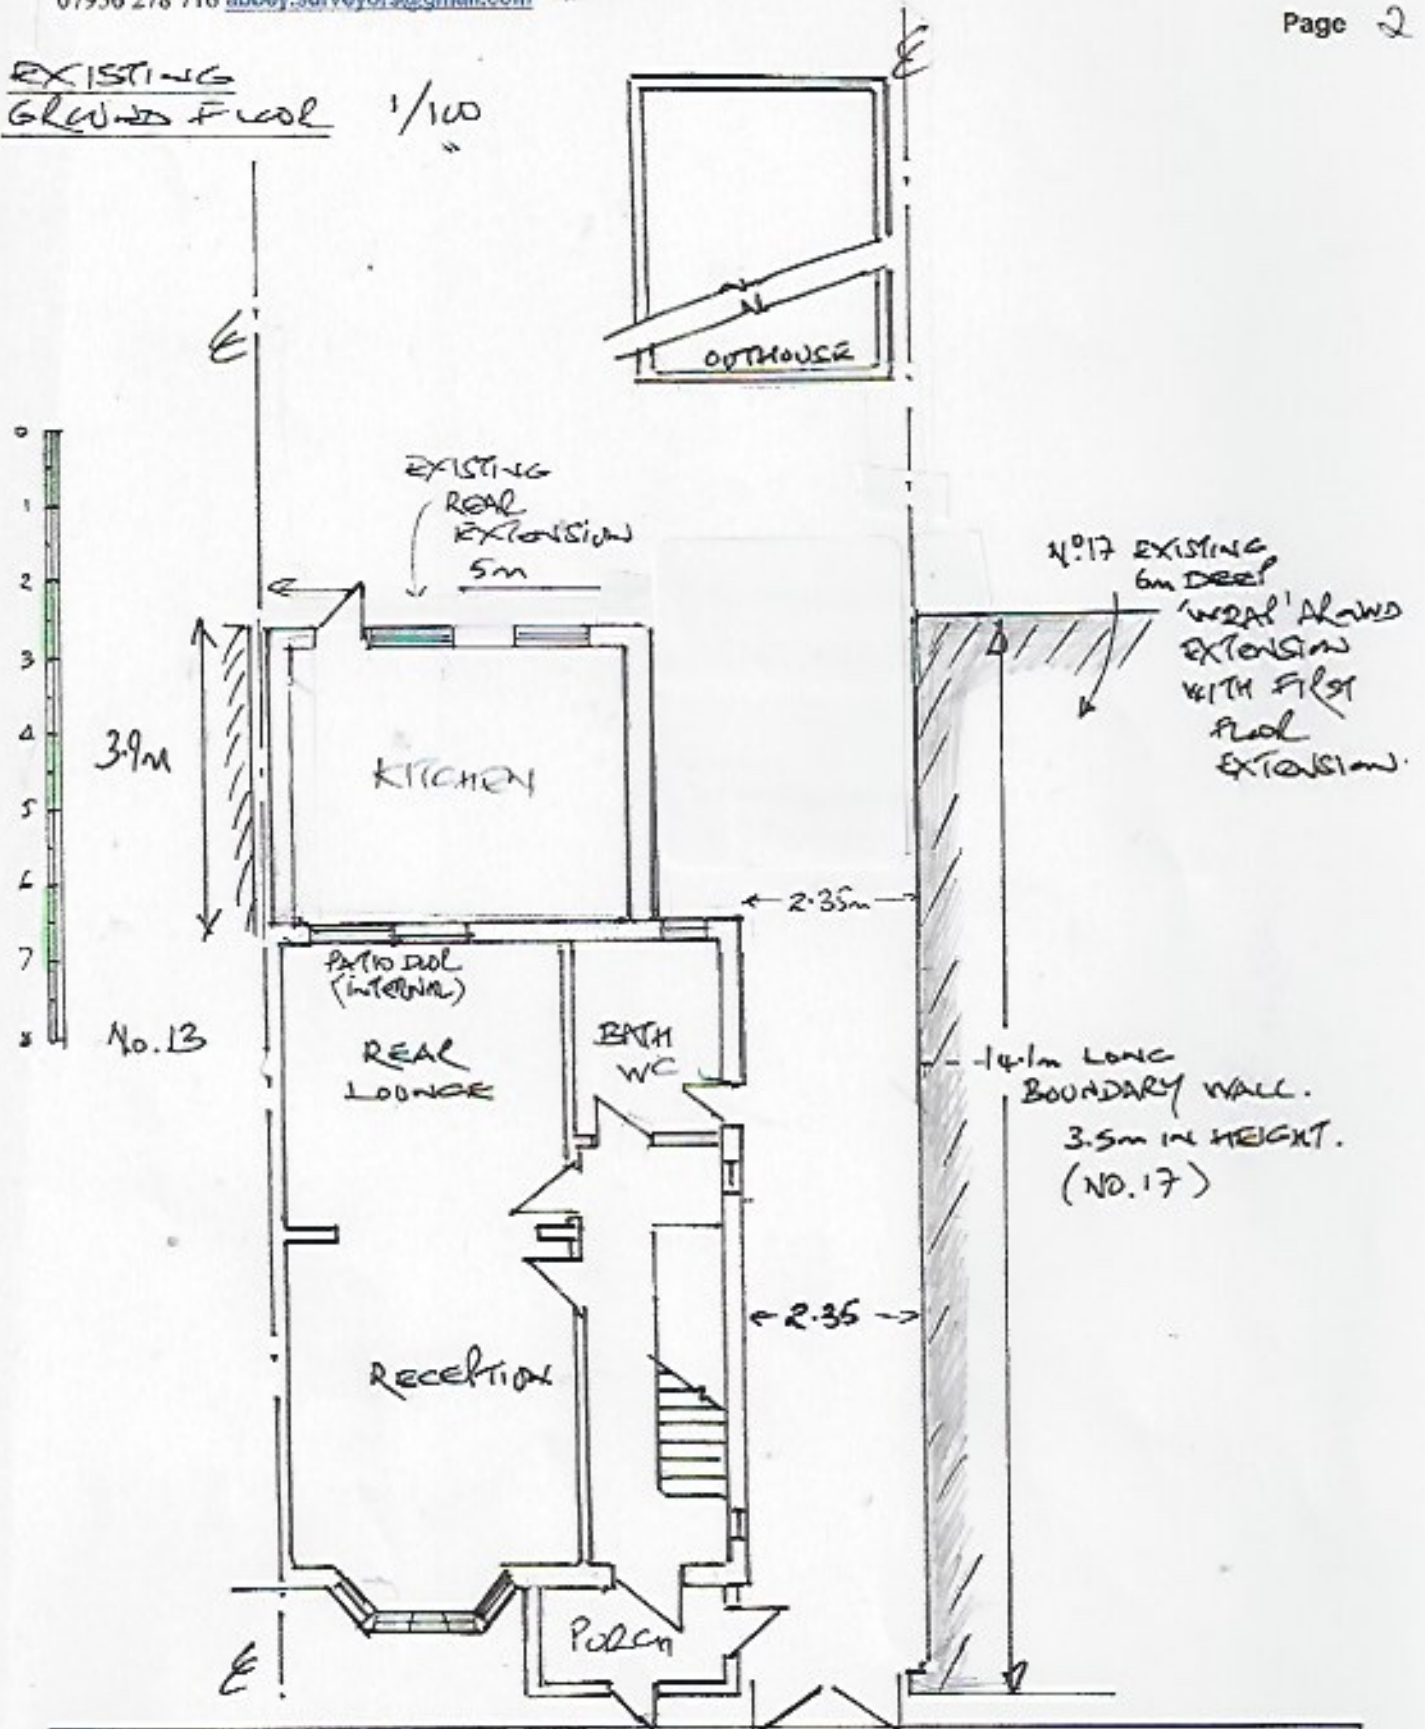 Page 2
EXISTING
GROUND FLOOR 1/100
OUTHOUSE
EXISTING
REAR
EXTENSION
5m
0
1
2
3
4
5
6
7
8
Nº17 EXISTING
6m DEEP
'WRAP' AROUND
EXTENSION
WITH FIRST
FLOOR
EXTENSION.
3.9m
KITCHEN
2.35m
PATIO DOOR
(INTERNAL)
No.13
REAR
LOUNGE
BATH
WC
14.1m LONG
BOUNDARY WALL.
3.5m IN HEIGHT.
(NO.17)
2.35
RECEPTION
PORCH